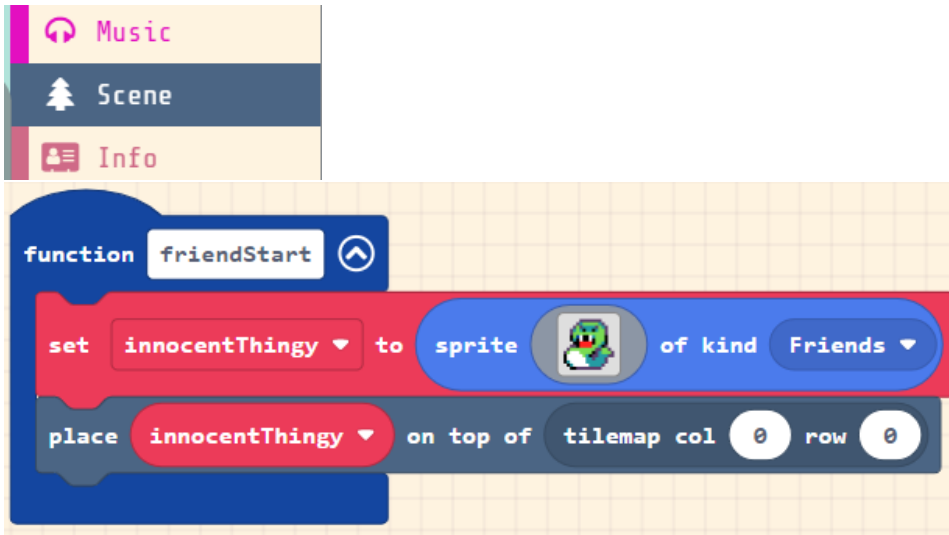 Music
Scene
Info
function friendStart
set innocentThingy to sprite of kind Friends
place innocentThingy on top of tilemap col 0 row 0